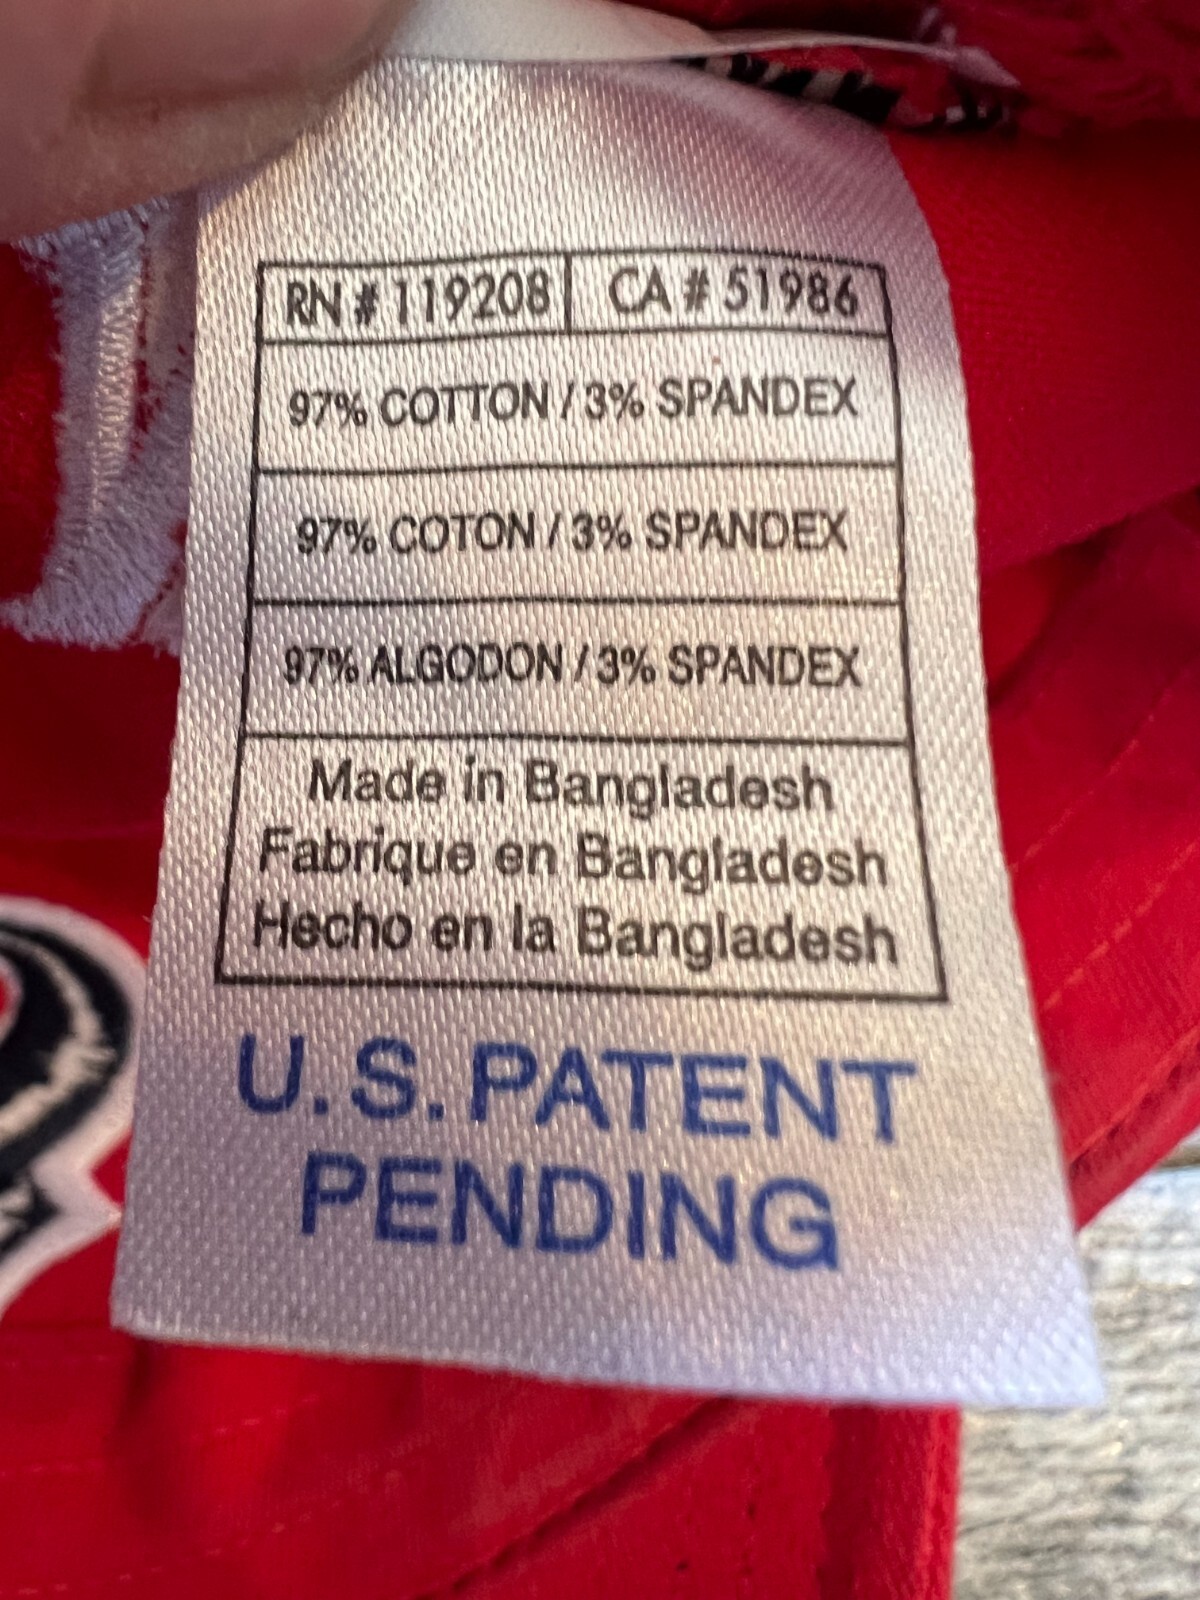 RN # 119208 CA # 51986
97% COTTON / 3% SPANDEX
97% COTON / 3% SPANDEX
97% ALGODON / 3% SPANDEX
Made in Bangladesh
Fabrique en Bangladesh
Hecho en la Bangladesh
U.S. PATENT
PENDING